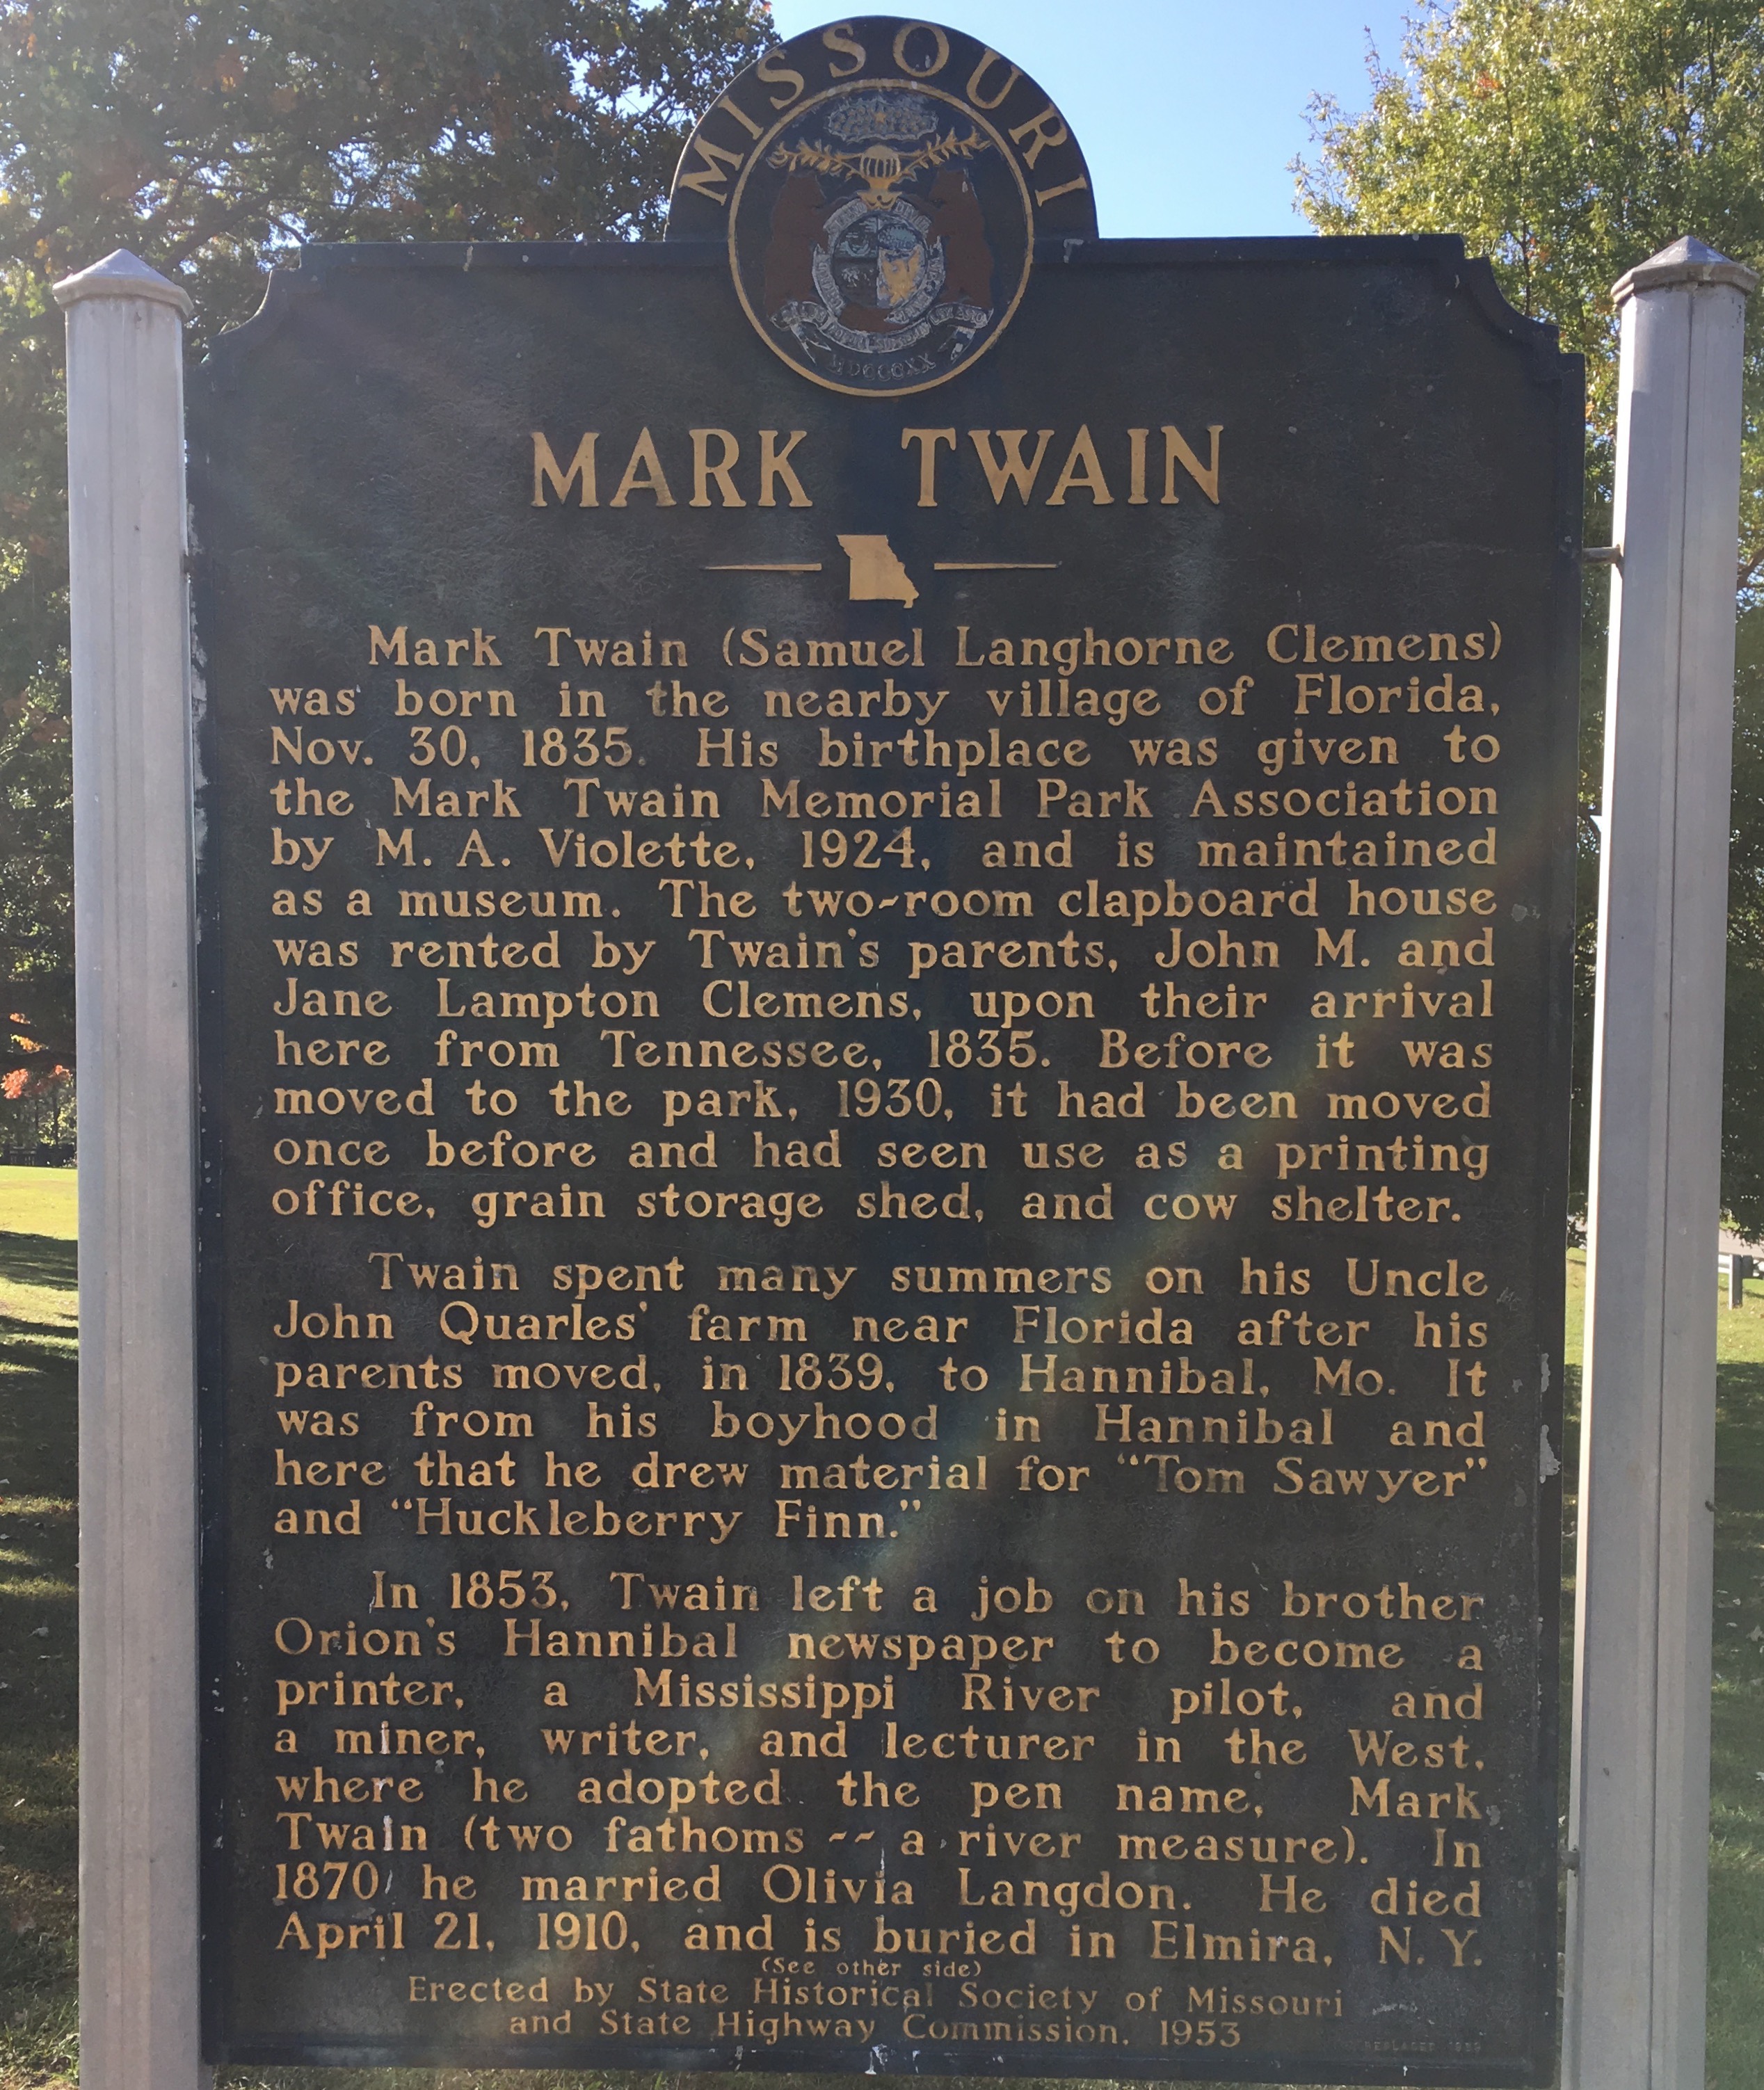 MISSOURI
MDCCCXX
MARK TWAIN
Mark Twain (Samuel Langhorne Clemens)
was born in the nearby village of Florida,
Nov. 30, 1835. His birthplace was given to
the Mark Twain Memorial Park Association
by M. A. Violette, 1924, and is maintained
as a museum. The two-room clapboard house
was rented by Twain's parents, John M. and
Jane Lampton Clemens, upon their arrival
here from Tennessee, 1835. Before it was
moved to the park, 1930, it had been moved
once before and had seen use as a printing
office, grain storage shed, and cow shelter.
Twain spent many summers on his Uncle
John Quarles' farm near Florida after his
parents moved, in 1839, to Hannibal, Mo. It
was from his boyhood in Hannibal and
here that he drew material for "Tom Sawyer"
and "Huckleberry Finn."
In 1853, Twain left a job on his brother
Orion's Hannibal newspaper to become a
printer, a Mississippi River pilot, and
a miner, writer, and lecturer in the West,
where he adopted the pen name, Mark
Twain (two fathoms -- a river measure). In
1870 he married Olivia Langdon. He died
April 21, 1910, and is buried in Elmira, N. Y.
(See other side)
Erected by State Historical Society of Missouri
and State Highway Commission, 1953